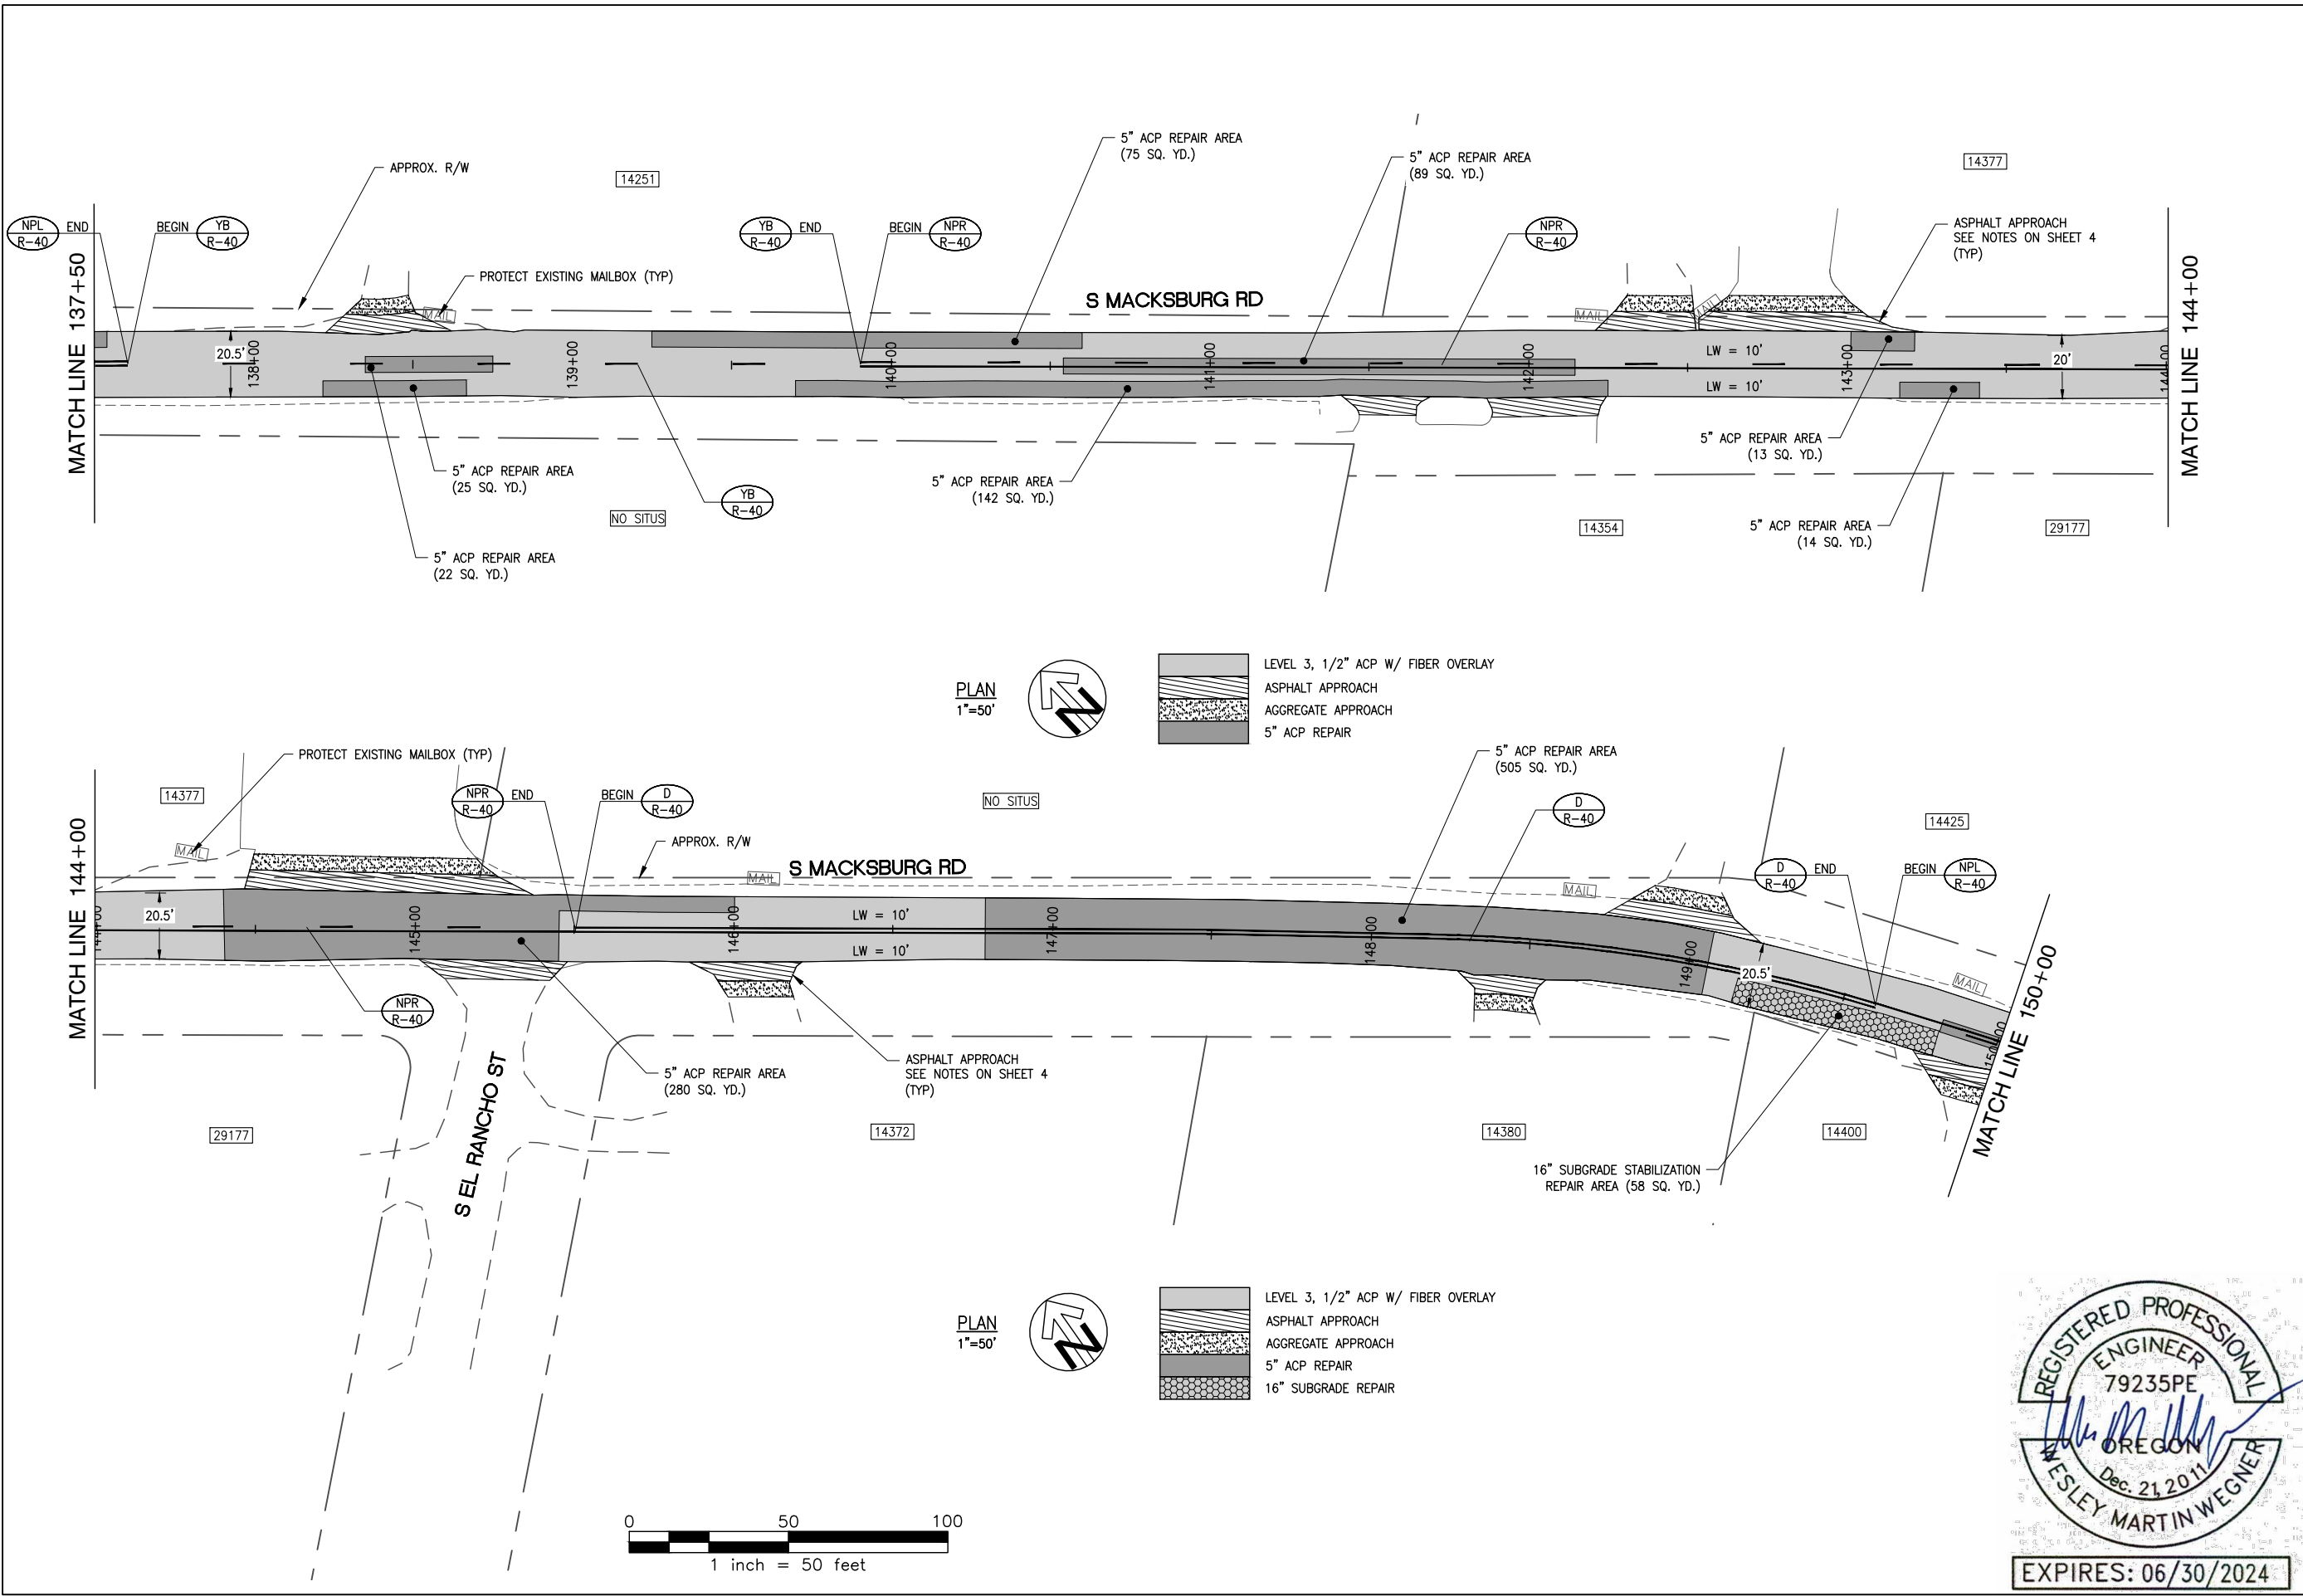 5" ACP REPAIR AREA
(75 SQ. YD.)
5" ACP REPAIR AREA
(89 SQ. YD.)
APPROX. R/W
14251
14377
NPL
R-40
END
BEGIN
YB
R-40
YB
R-40
END
BEGIN
NPR
R-40
NPR
R-40
ASPHALT APPROACH
SEE NOTES ON SHEET 4
(TYP)
MATCH LINE 137+50
PROTECT EXISTING MAILBOX (TYP)
MAIL
S MACKSBURG RD
MAIL
MAIL
MATCH LINE 144+00
20.5'
138+00
139+00
140+00
141+00
142+00
LW = 10'
LW = 10'
143+00
20'
144+00
5" ACP REPAIR AREA
(25 SQ. YD.)
5" ACP REPAIR AREA
(142 SQ. YD.)
5" ACP REPAIR AREA
(13 SQ. YD.)
YB
R-40
NO SITUS
14354
5" ACP REPAIR AREA
(14 SQ. YD.)
29177
5" ACP REPAIR AREA
(22 SQ. YD.)
PLAN
1"=50'
N
LEVEL 3, 1/2" ACP W/ FIBER OVERLAY
ASPHALT APPROACH
AGGREGATE APPROACH
5" ACP REPAIR
PROTECT EXISTING MAILBOX (TYP)
5" ACP REPAIR AREA
(505 SQ. YD.)
14377
NPR
R-40
END
BEGIN
D
R-40
NO SITUS
D
R-40
14425
MATCH LINE 144+00
MAIL
APPROX. R/W
MAIL
S MACKSBURG RD
MAIL
D
R-40
END
BEGIN
NPL
R-40
144+00
20.5'
145+00
146+00
LW = 10'
LW = 10'
147+00
148+00
149+00
20.5'
MAIL
150+00
MATCH LINE 150+00
NPR
R-40
S EL RANCHO ST
5" ACP REPAIR AREA
(280 SQ. YD.)
ASPHALT APPROACH
SEE NOTES ON SHEET 4
(TYP)
29177
14372
14380
14400
16" SUBGRADE STABILIZATION
REPAIR AREA (58 SQ. YD.)
PLAN
1"=50'
N
LEVEL 3, 1/2" ACP W/ FIBER OVERLAY
ASPHALT APPROACH
AGGREGATE APPROACH
5" ACP REPAIR
16" SUBGRADE REPAIR
0 50 100
1 inch = 50 feet
REGISTERED PROFESSIONAL
ENGINEER
79235PE
OREGON
Dec. 21, 2011
WESLEY MARTIN WEGNER
EXPIRES: 06/30/2024